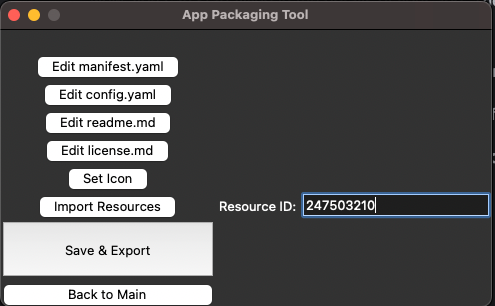 App Packaging Tool
Edit manifest.yaml
Edit config.yaml
Edit readme.md
Edit license.md
Set Icon
Import Resources
Resource ID: 247503210
Save & Export
Back to Main